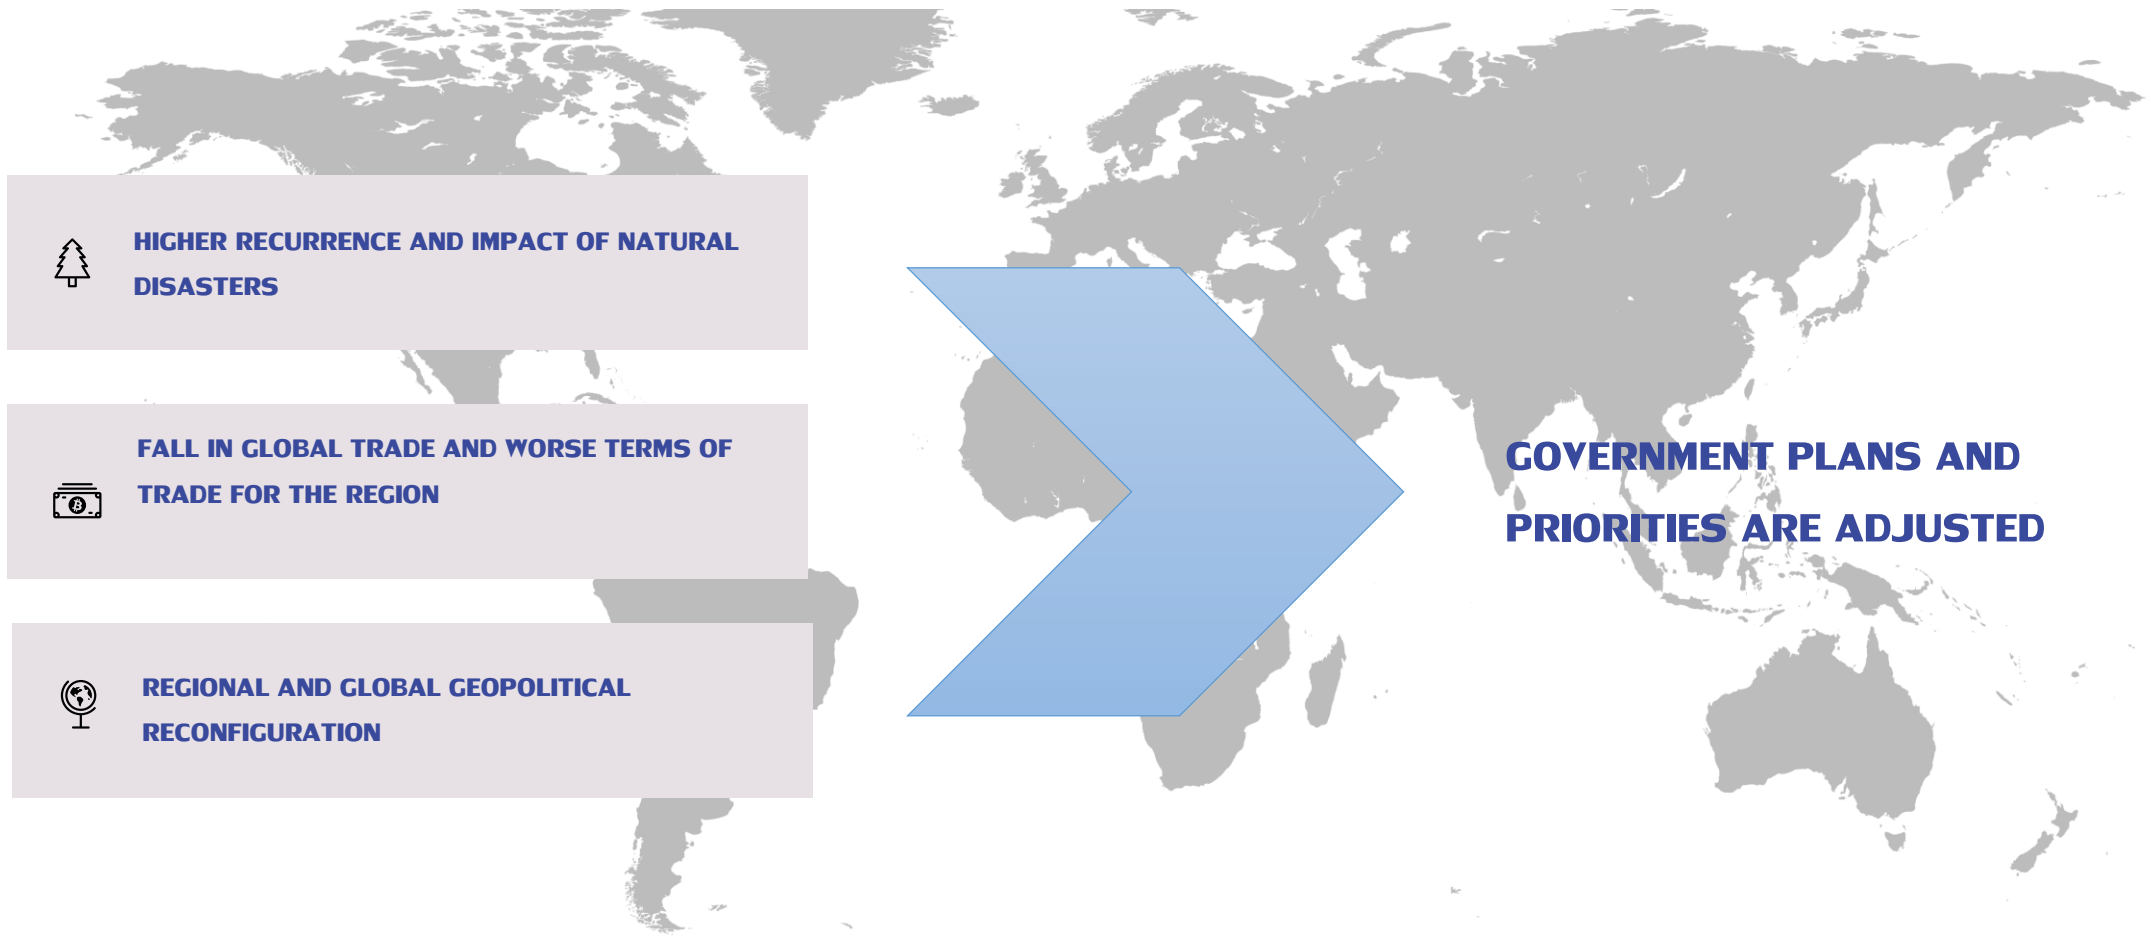 HIGHER RECURRENCE AND IMPACT OF NATURAL
DISASTERS
FALL IN GLOBAL TRADE AND WORSE TERMS OF
TRADE FOR THE REGION
REGIONAL AND GLOBAL GEOPOLITICAL
RECONFIGURATION
GOVERNMENT PLANS AND
PRIORITIES ARE ADJUSTED